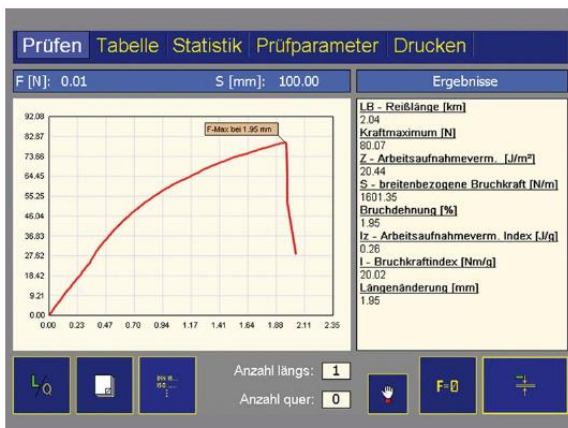 Prüfen Tabelle Statistik Prüfparameter Drucken
F [N]: 0.01 S [mm]: 100.00 Ergebnisse
92.08
82.87
73.66
64.45
55.25
46.04
36.83
27.62
18.42
9.21
0.00
F-Max bei 1.95 mm
0.00 0.23 0.47 0.70 0.94 1.17 1.41 1.64 1.88 2.11 2.35
LB - Reißlänge [km]
2.04
Kraftmaximum [N]
80.07
Z - Arbeitsaufnahmeverm. [J/m²]
20.44
S - breitenbezogene Bruchkraft [N/m]
1601.35
Bruchdehnung [%]
1.95
Iz - Arbeitsaufnahmeverm. Index [J/g]
0.26
I - Bruchkraftindex [Nm/g]
20.02
Längenänderung [mm]
1.95
L/Q
Anzahl längs: 1
Anzahl quer: 0
F=0